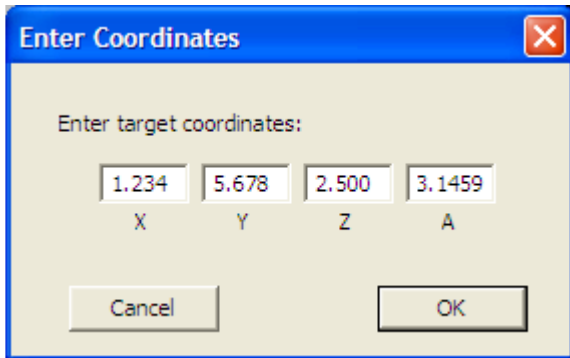 Enter Coordinates
Enter target coordinates:
1.234 5.678 2.500 3.1459
X Y Z A
Cancel OK